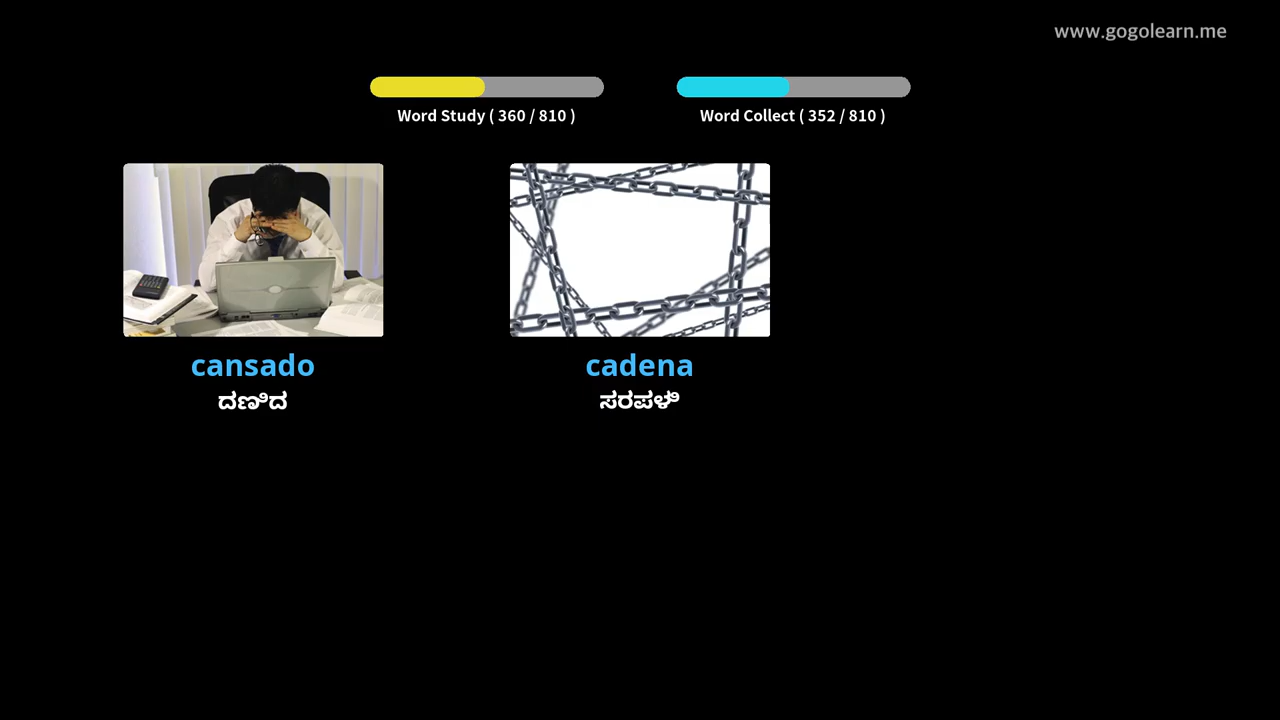 www.gogolearn.me
Word Study ( 360 / 810 )
Word Collect ( 352 / 810 )
cansado
ದಣಿದ
cadena
ಸರಪಳಿ